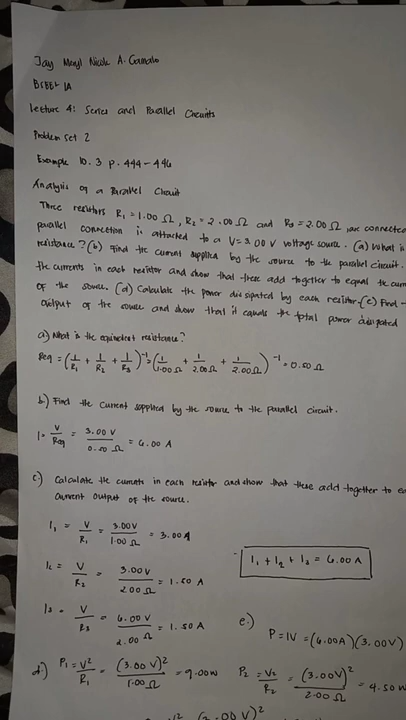 Jay Meryl Nicole A. Gamalo
BSEE 1A
Lecture 4: Series and Parallel Circuits
Problem Set 2
Example 10.3 p. 444-446
Analysis of a Parallel Circuit
Three resistors R₁ = 1.00 Ω, R₂ = 2.00 Ω and R₃ = 2.00 Ω, are connected
parallel connection is attached to a V= 3.00 V voltage source. (a) What is
resistance? (b) Find the current supplied by the source to the parallel circuit.
the currents in each resistor and show that these add together to equal the
of the source. (d) Calculate the power dissipated by each resistor. (e) Find
output of the source and show that it equals the total power dissipated
a) What is the equivalent resistance?
Req = (1/R₁ + 1/R₂ + 1/R₃)⁻¹ = (1/1.00 Ω + 1/2.00 Ω + 1/2.00 Ω)⁻¹ = 0.50 Ω
b) Find the current supplied by the source to the parallel circuit.
I = V/Req = 3.00 V/0.50 Ω = 6.00 A
c) Calculate the currents in each resistor and show that these add together to
current output of the source.
I₁ = V/R₁ = 3.00V/1.00 Ω = 3.00 A
I₂ = V/R₂ = 3.00 V/2.00 Ω = 1.50 A
I₁ + I₂ + I₃ = 6.00 A
I₃ = V/R₃ = 6.00 V/2.00 Ω = 1.50 A
e.) P = IV = (6.00A)(3.00V)
d) P₁ = V²/R₁ = (3.00 V)²/1.00 Ω = 9.00W P₂ = V₂/R₂ = (3.00V)²/2.00 Ω = 4.50 W